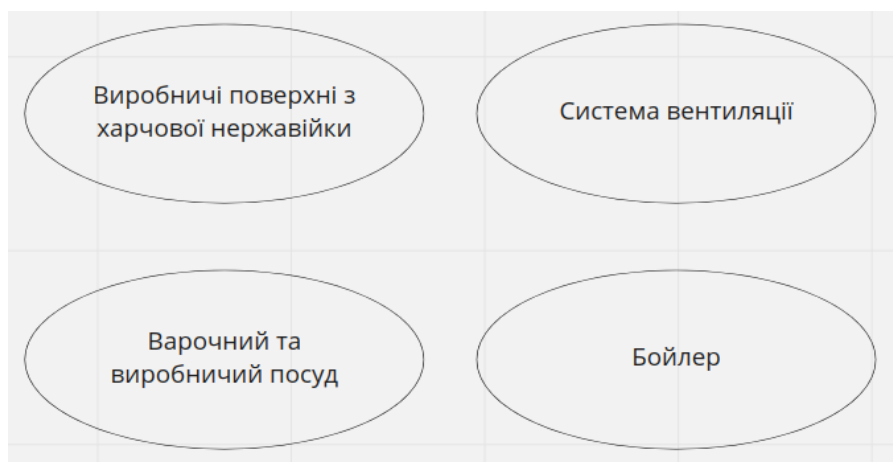 Виробничі поверхні з
харчової нержавійки
Система вентиляції
Варочний та
виробничий посуд
Бойлер